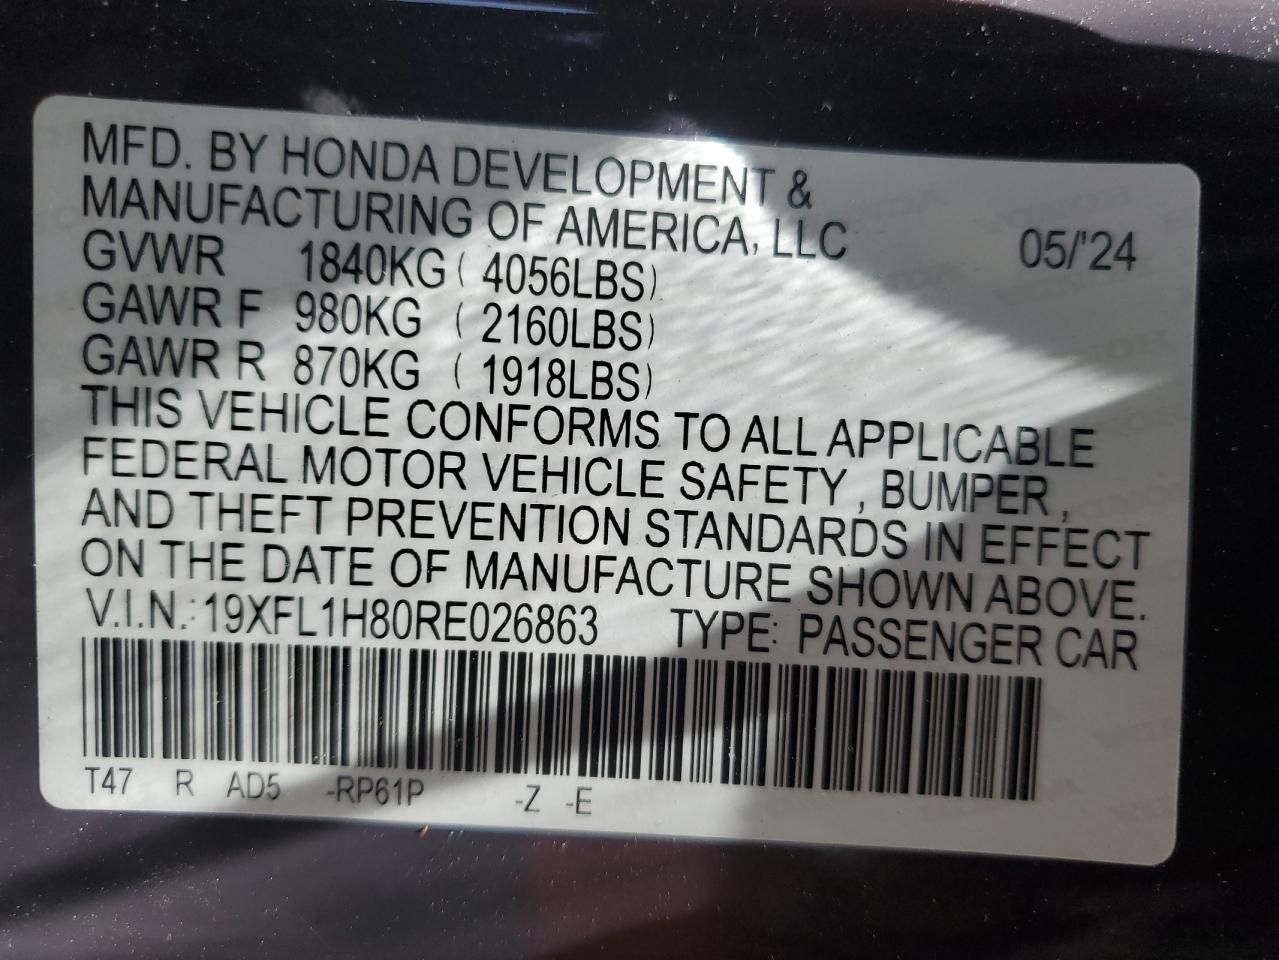 MFD. BY HONDA DEVELOPMENT &
MANUFACTURING OF AMERICA, LLC 05/'24
GVWR 1840KG ( 4056LBS)
GAWR F 980KG ( 2160LBS)
GAWR R 870KG ( 1918LBS)
THIS VEHICLE CONFORMS TO ALL APPLICABLE
FEDERAL MOTOR VEHICLE SAFETY , BUMPER ,
AND THEFT PREVENTION STANDARDS IN EFFECT
ON THE DATE OF MANUFACTURE SHOWN ABOVE.
V.I.N.: 19XFL1H80RE026863 TYPE: PASSENGER CAR
T47 R AD5 -RP61P -Z -E